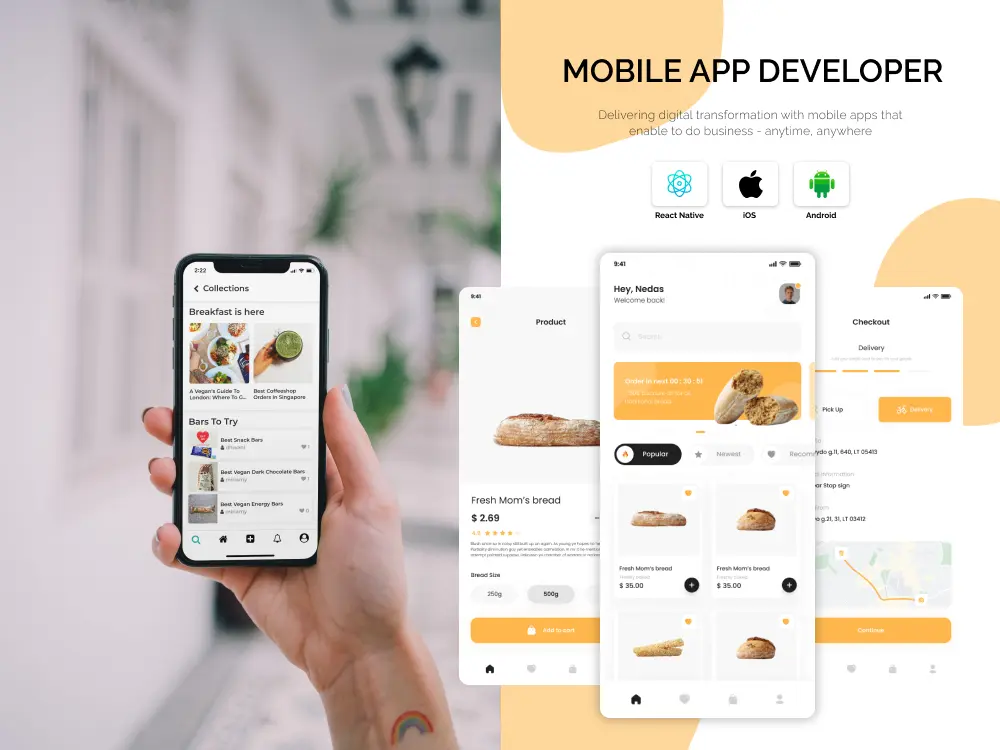 MOBILE APP DEVELOPER
Delivering digital transformation with mobile apps that
enable to do business - anytime, anywhere
React Native
iOS
Android
2:22
Collections
Breakfast is here
A Vegan's Guide To
London: Where To G...
Best Coffeeshop
Orders In Singapore
Bars To Try
Best Snack Bars
1
Best Vegan Dark Chocolate Bars
1
Best Vegan Energy Bars
9:41
Product
Fresh Mom's bread
$ 2.69
4.5
Bread Size
250g
500g
Add to cart
9:41
Hey, Nedas
Welcome back!
Search
Order in next 00 : 30 : 51
Popular
Newest
Recom
Fresh Mom's bread
$ 35.00
Fresh Mom's bread
$ 35.00
Checkout
Delivery
Pick Up
Delivery
g.11, 640, LT 05413
Stop sign
g.21, 31, LT 03412
Continue